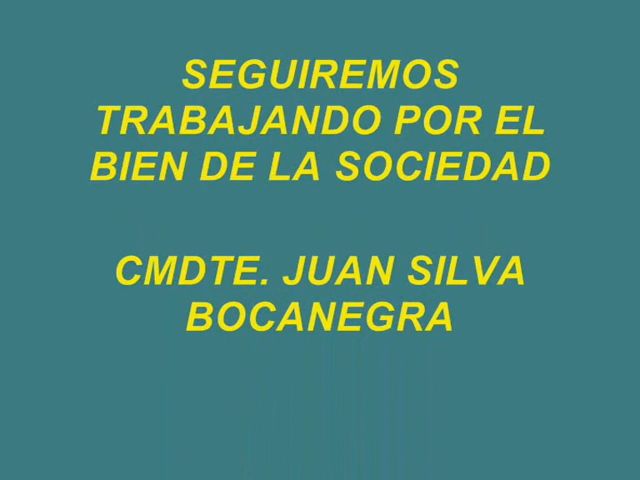 SEGUIREMOS
TRABAJANDO POR EL
BIEN DE LA SOCIEDAD
CMDTE. JUAN SILVA
BOCANEGRA